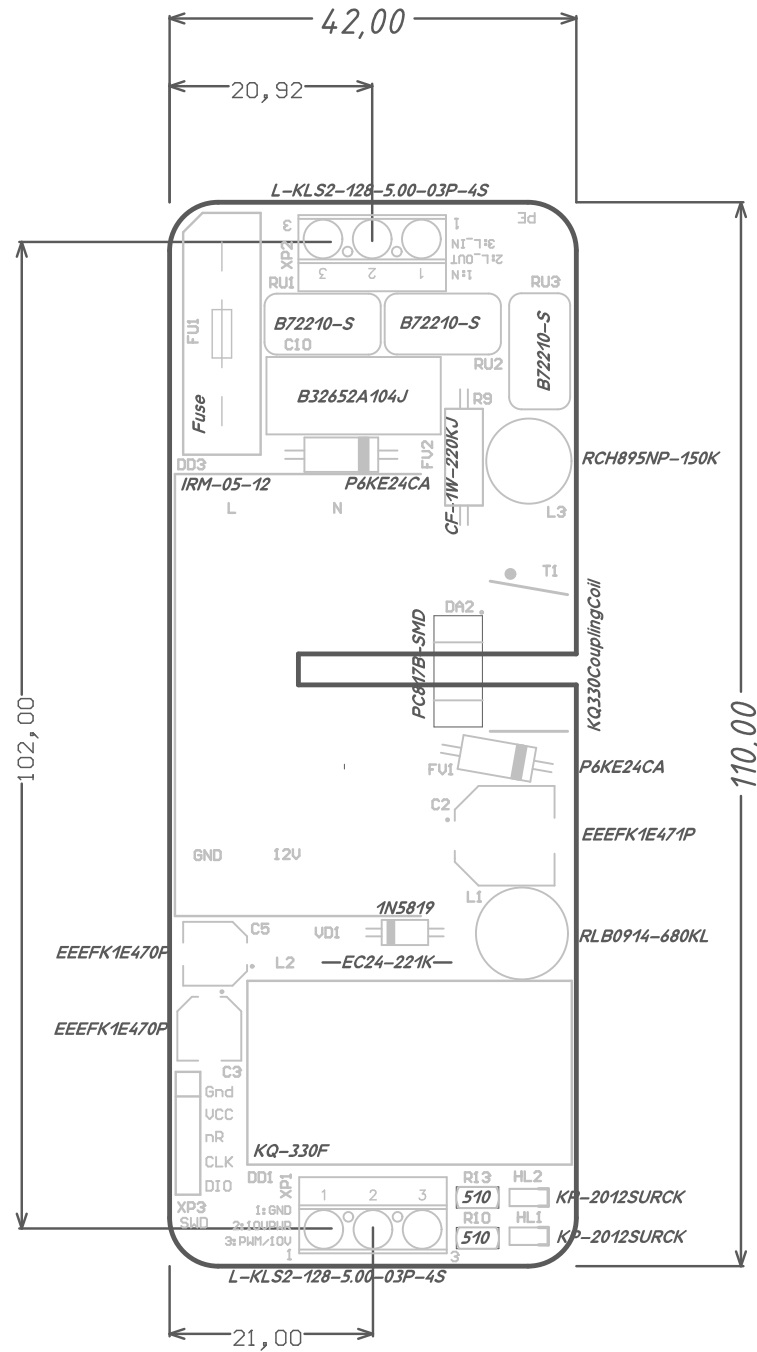 42,00
20,92
L-KLS2-128-5.00-03P-4S
3
1
PE
XP2
3:L_IN
2:L_OUT
1:N
3
2
1
RU1
RU3
FU1
B72210-S
B72210-S
B72210-S
C10
RU2
B32652A104J
R9
Fuse
FV2
CF-1W-220KJ
RCH895NP-150K
DD3
IRM-05-12
P6KE24CA
L
N
L3
T1
DA2
PC817B-SMD
KQ330CouplingCoil
102,00
110.00
FV1
P6KE24CA
C2
EEEFK1E471P
GND
12V
L1
1N5819
C5
VD1
RLB0914-680KL
EEEFK1E470P
L2
EC24-221K
EEEFK1E470P
C3
Gnd
VCC
nR
CLK
DIO
KQ-330F
DD1
XP1
R13
HL2
1
2
3
510
KP-2012SURCK
XP3
SWD
1:GND
2:10VPWR
3:PWM/10V
R10
HL1
510
KP-2012SURCK
1
3
L-KLS2-128-5.00-03P-4S
21,00